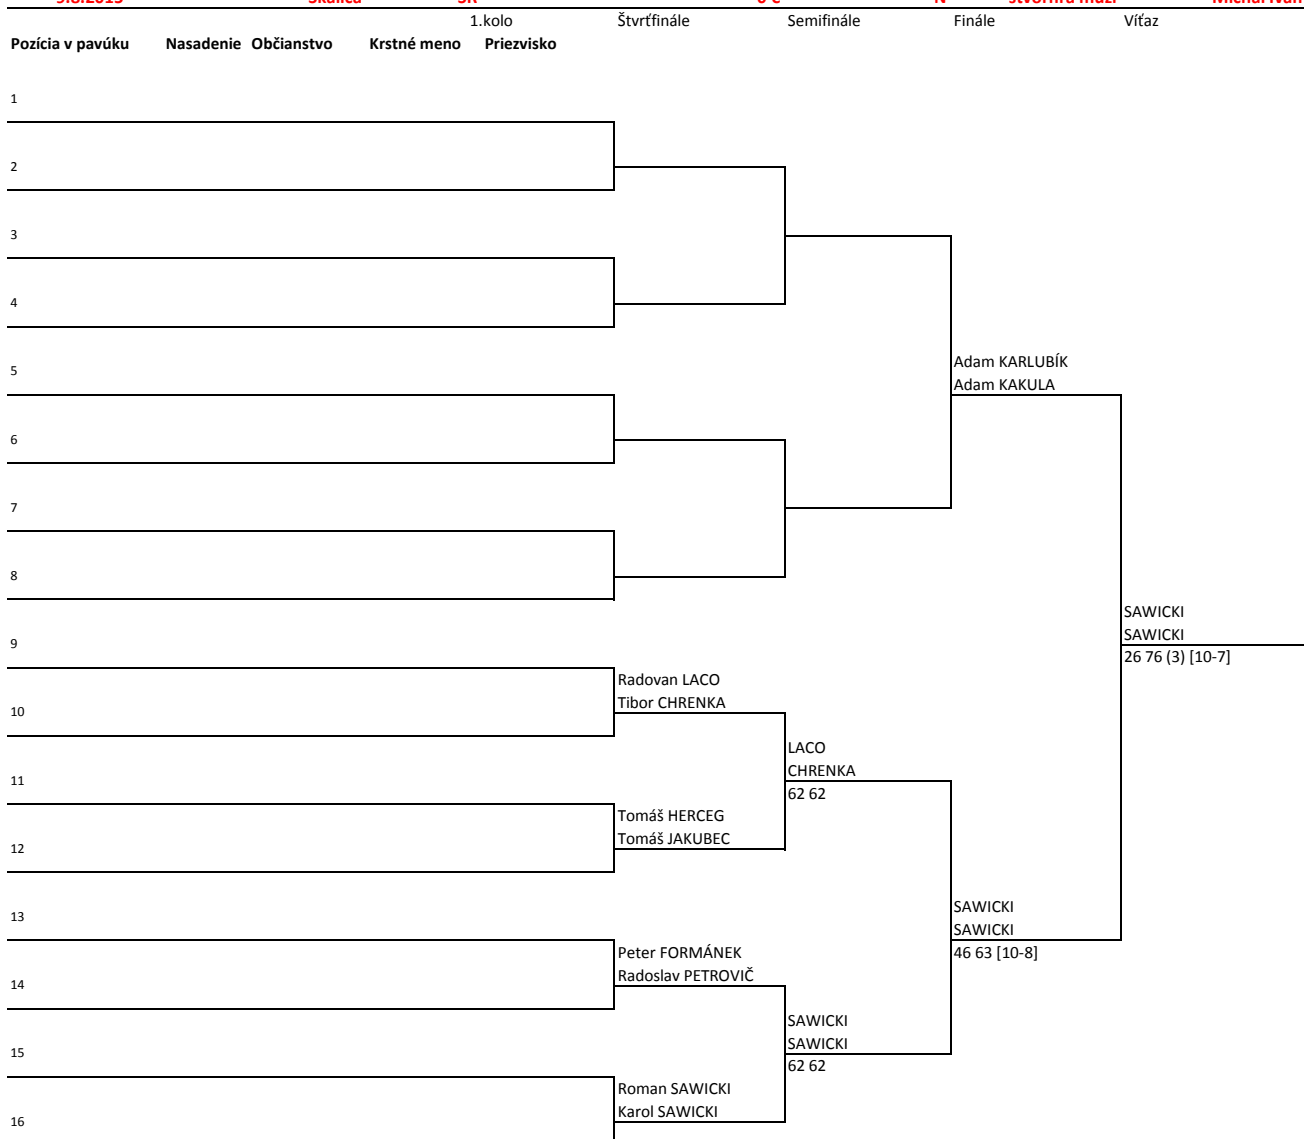 1.kolo Štvrťfinále Semifinále Finále Víťaz
Pozícia v pavúku Nasadenie Občianstvo Krstné meno Priezvisko
1
2
3
4
5
Adam KARLUBÍK
Adam KAKULA
6
7
8
SAWICKI
SAWICKI
26 76 (3) [10-7]
9
Radovan LACO
Tibor CHRENKA
10
LACO
CHRENKA
62 62
11
Tomáš HERCEG
Tomáš JAKUBEC
12
13
SAWICKI
SAWICKI
46 63 [10-8]
Peter FORMÁNEK
Radoslav PETROVIČ
14
SAWICKI
SAWICKI
62 62
15
Roman SAWICKI
Karol SAWICKI
16